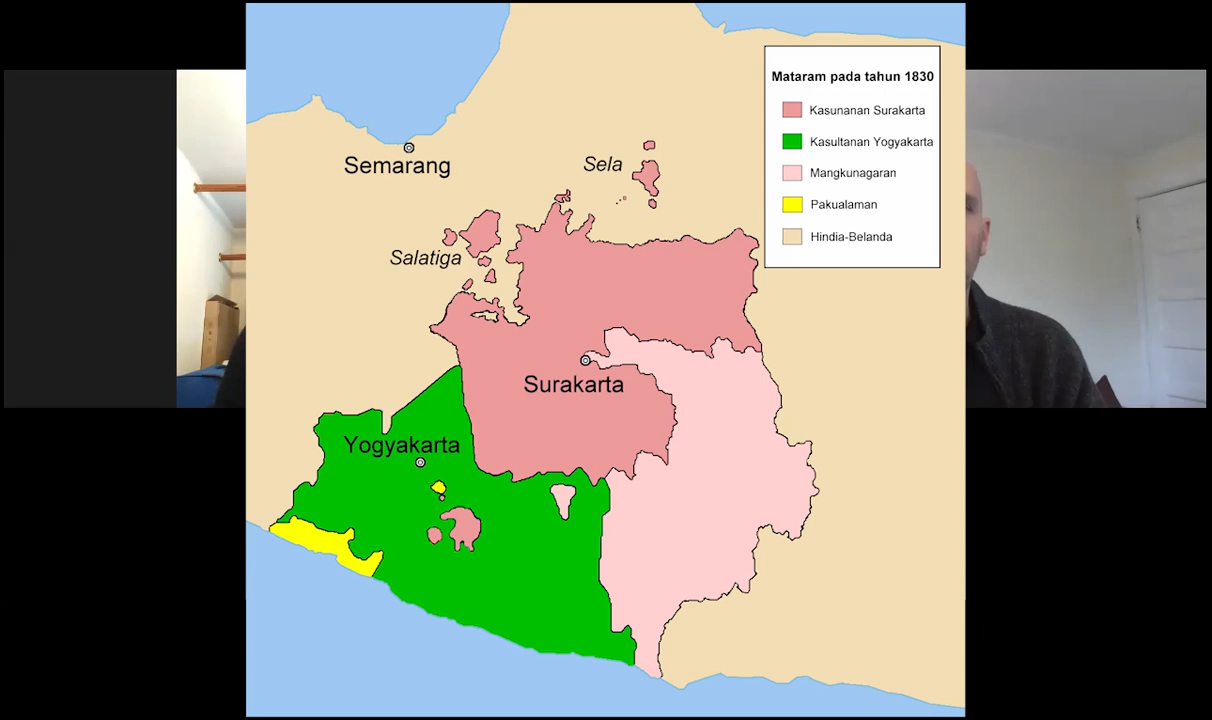 Mataram pada tahun 1830
Kasunanan Surakarta
Kasultanan Yogyakarta
Mangkunagaran
Pakualaman
Hindia-Belanda
Semarang
Sela
Salatiga
Surakarta
Yogyakarta